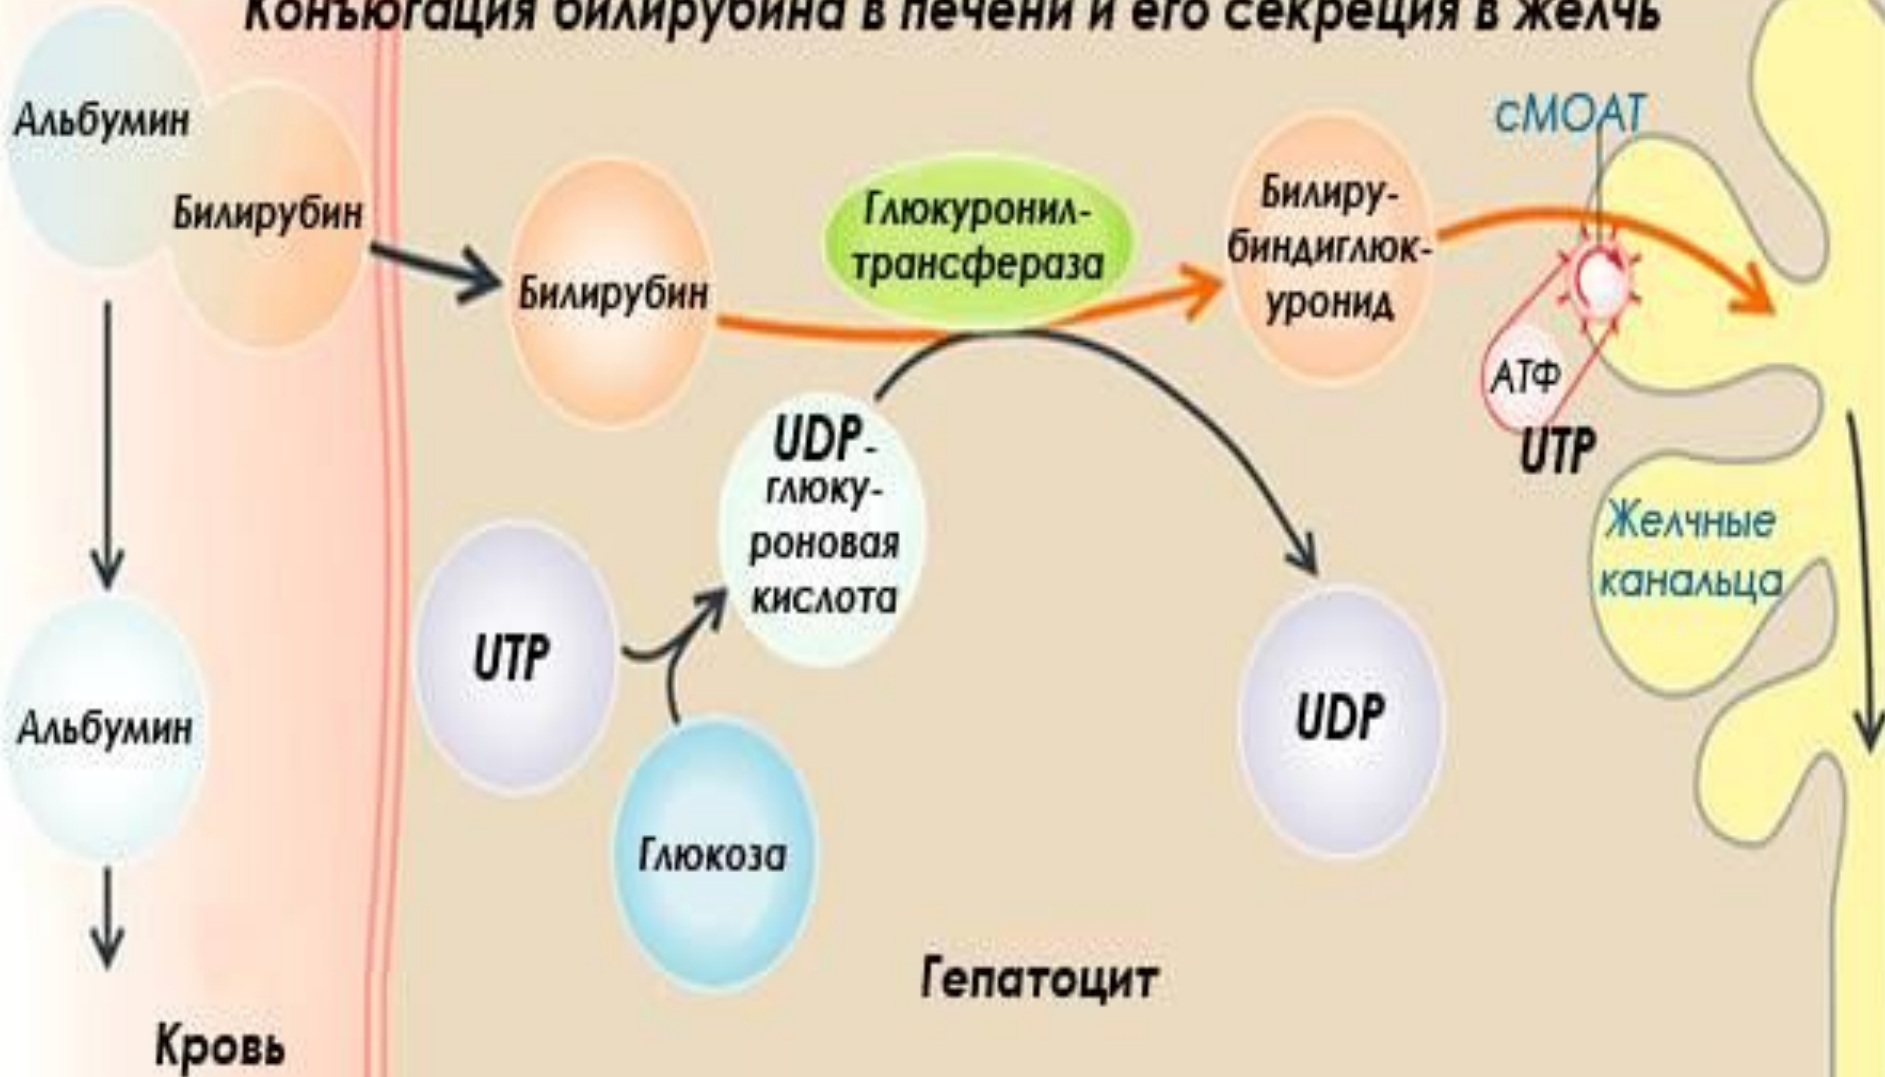 Конъюгация билирубина в печени и его секреция в желчь
Альбумин
Билирубин
Билирубин
Глюкуронил-
трансфераза
Билиру-
биндиглюк-
уронид
cMOAT
АТФ
UTP
Желчные
канальца
UDP-
глюку-
роновая
кислота
UTP
Глюкоза
UDP
Альбумин
Гепатоцит
Кровь